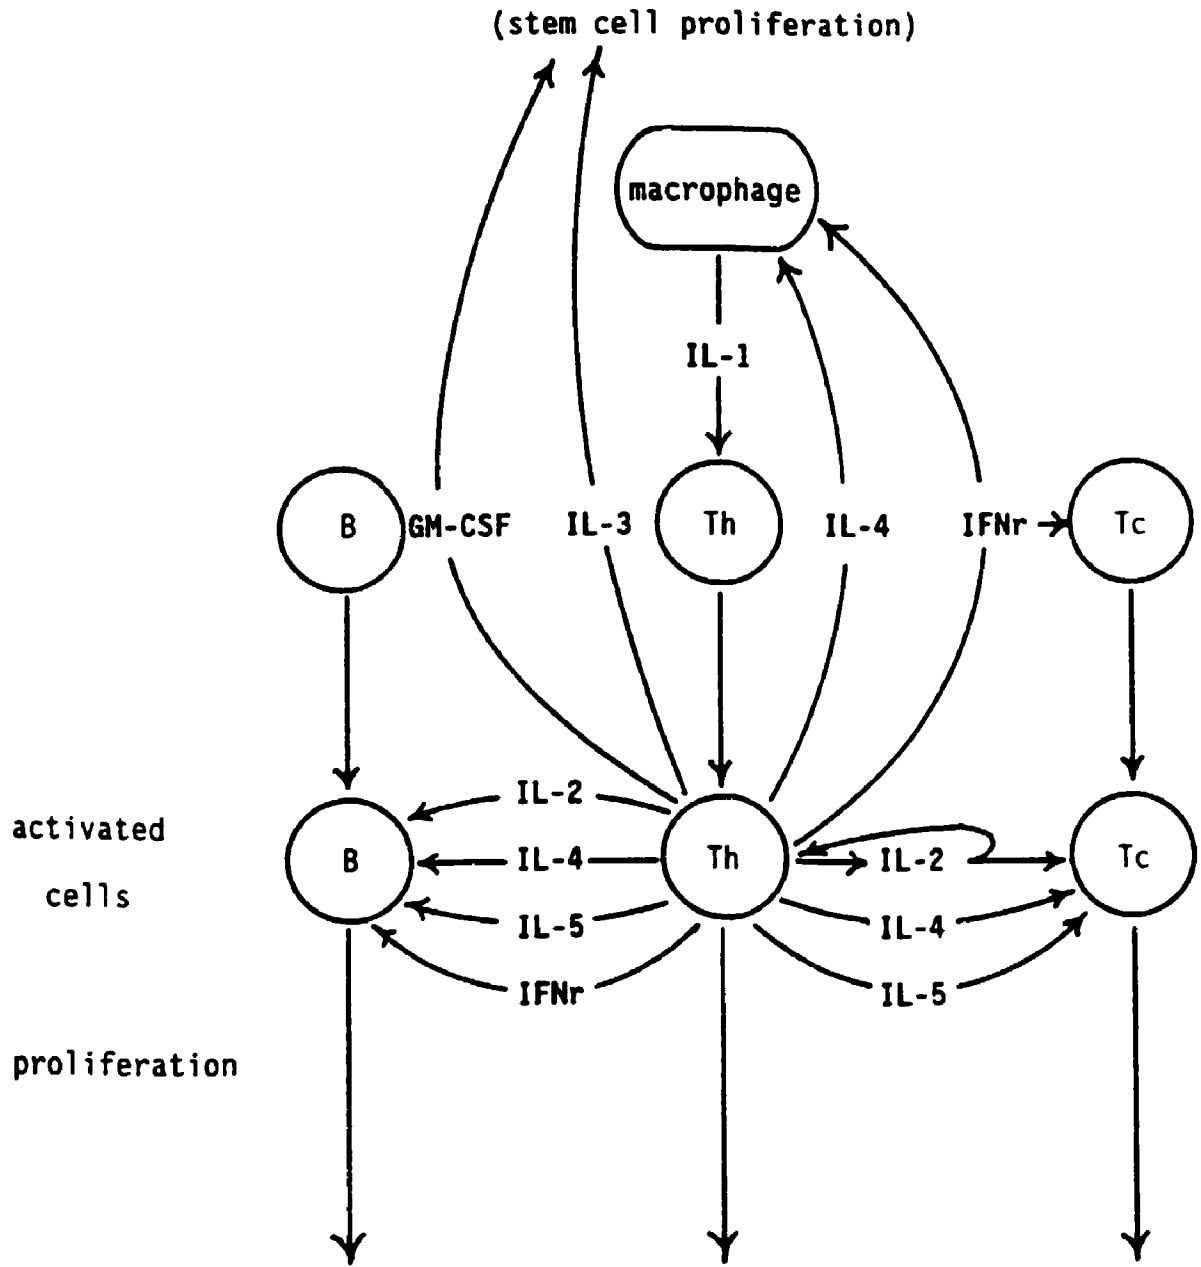 (stem cell proliferation)
macrophage
IL-1
B
GM-CSF
IL-3
Th
IL-4
IFNr
Tc
IL-2
activated
cells
B
IL-4
Th
IL-2
Tc
IL-5
IL-4
IFNr
IL-5
proliferation